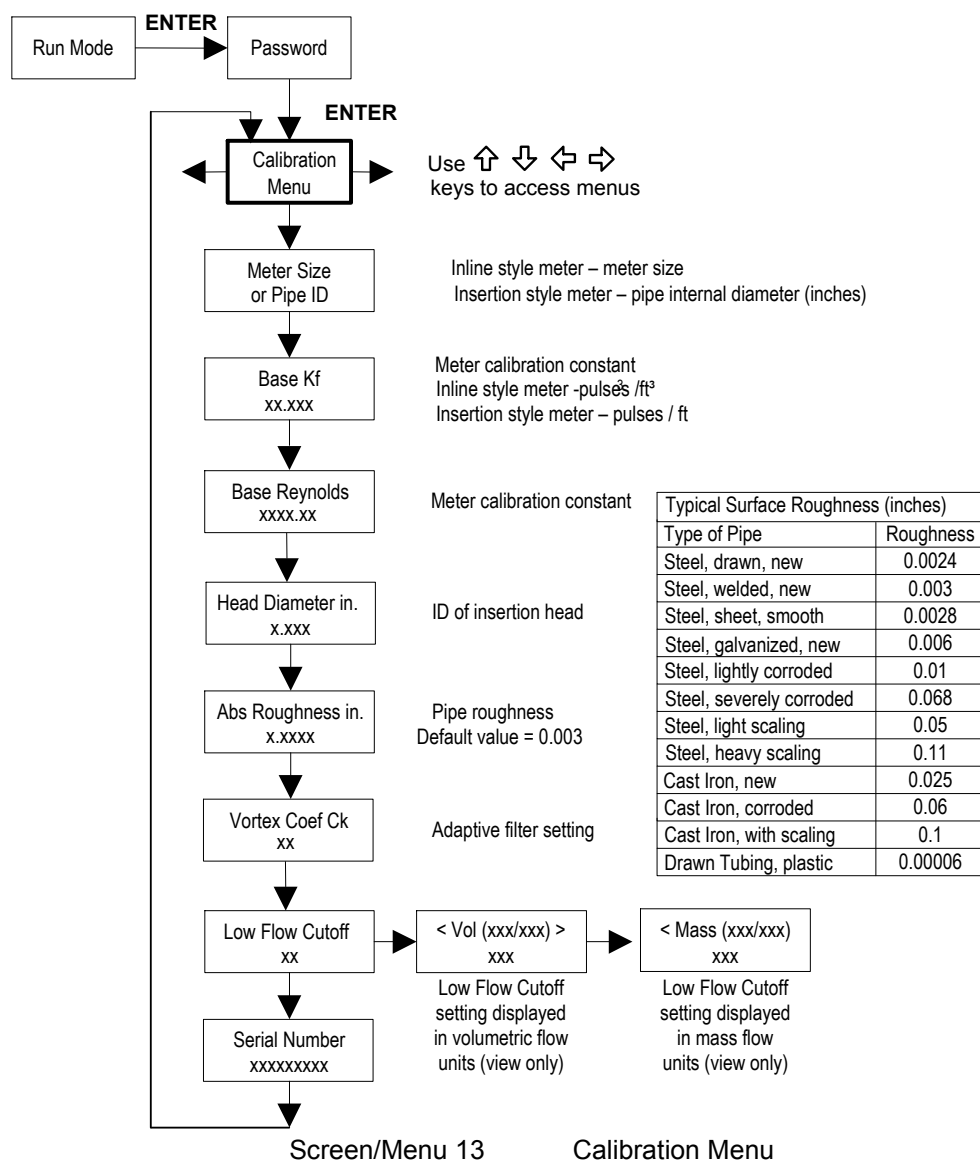 ENTER
Run Mode
Password
ENTER
Calibration
Menu
Use ⇧ ⇩ ⇦ ⇨
keys to access menus
Meter Size
or Pipe ID
Inline style meter – meter size
Insertion style meter – pipe internal diameter (inches)
Base Kf
xx.xxx
Meter calibration constant
Inline style meter -pulses /ft³
Insertion style meter – pulses / ft
Base Reynolds
xxxx.xx
Meter calibration constant
Head Diameter in.
x.xxx
ID of insertion head
Abs Roughness in.
x.xxxx
Pipe roughness
Default value = 0.003
Vortex Coef Ck
xx
Adaptive filter setting
Typical Surface Roughness (inches)
Type of Pipe Roughness
Steel, drawn, new 0.0024
Steel, welded, new 0.003
Steel, sheet, smooth 0.0028
Steel, galvanized, new 0.006
Steel, lightly corroded 0.01
Steel, severely corroded 0.068
Steel, light scaling 0.05
Steel, heavy scaling 0.11
Cast Iron, new 0.025
Cast Iron, corroded 0.06
Cast Iron, with scaling 0.1
Drawn Tubing, plastic 0.00006
Low Flow Cutoff
xx
< Vol (xxx/xxx) >
xxx
< Mass (xxx/xxx)
xxx
Low Flow Cutoff
setting displayed
in volumetric flow
units (view only)
Low Flow Cutoff
setting displayed
in mass flow
units (view only)
Serial Number
xxxxxxxxx
Screen/Menu 13 Calibration Menu